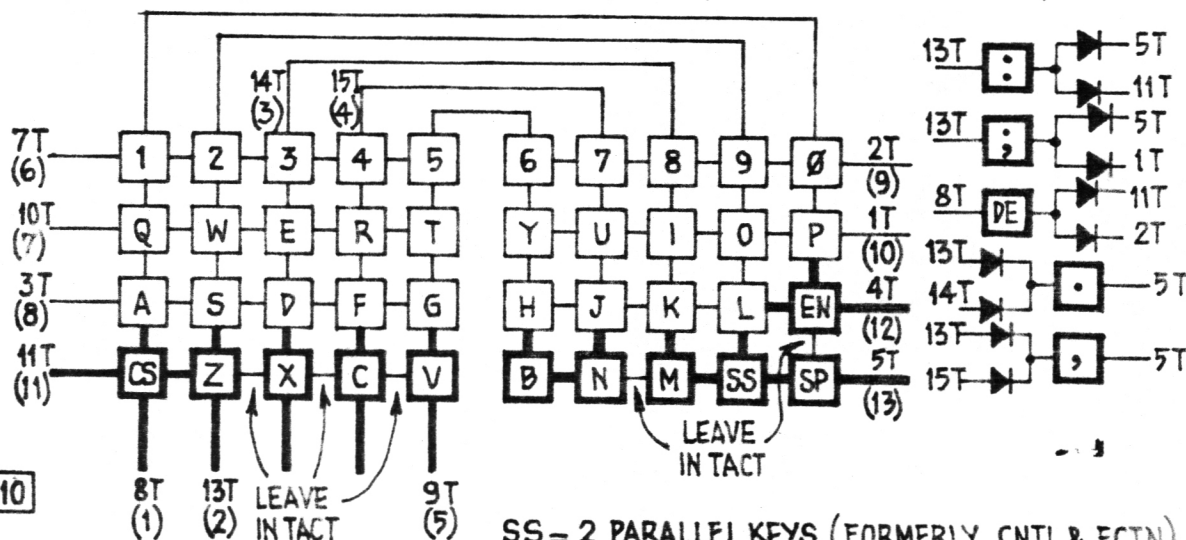 14T 15T
(3) (4)
13T : 5T
11T
7T 1 2 3 4 5 6 7 8 9 Ø 2T
(6) (9)
13T ; 5T
1T
10T Q W E R T Y U I O P 1T
(7) (10)
8T DE 11T
2T
3T A S D F G H J K L EN 4T
(8) (12)
13T
14T . 5T
11T CS Z X C V B N M SS SP 5T
(11) (13)
13T
15T , 5T
LEAVE
IN TACT
10
8T 13T LEAVE 9T
(1) (2) IN TACT (5)
SS - 2 PARALLEL KEYS (FORMERLY CNTL & FCTN)